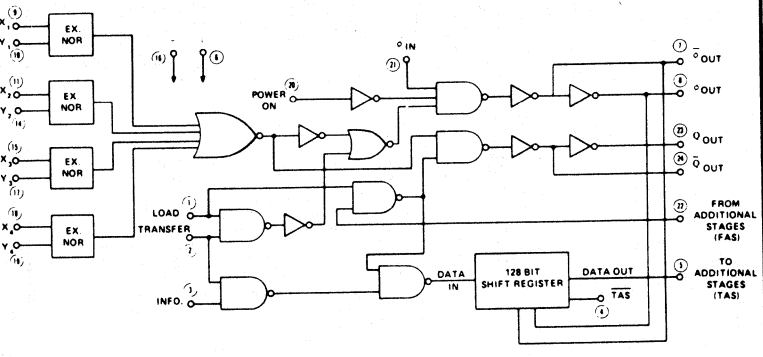 9
X1
Y1
10
EX.
NOR
11
X2
Y2
14
EX
NOR
15
X3
Y3
17
EX.
NOR
18
X4
Y4
19
EX.
NOR
16
6
20
POWER
ON
° IN
21
7
° OUT
8
° OUT
23
Q OUT
24
Q̅ OUT
22
FROM
ADDITIONAL
STAGES
(FAS)
1
LOAD
TRANSFER
2
3
INFO.
DATA
IN
128 BIT
SHIFT REGISTER
DATA OUT
5
TO
ADDITIONAL
STAGES
(TAS)
T̅A̅S̅
4